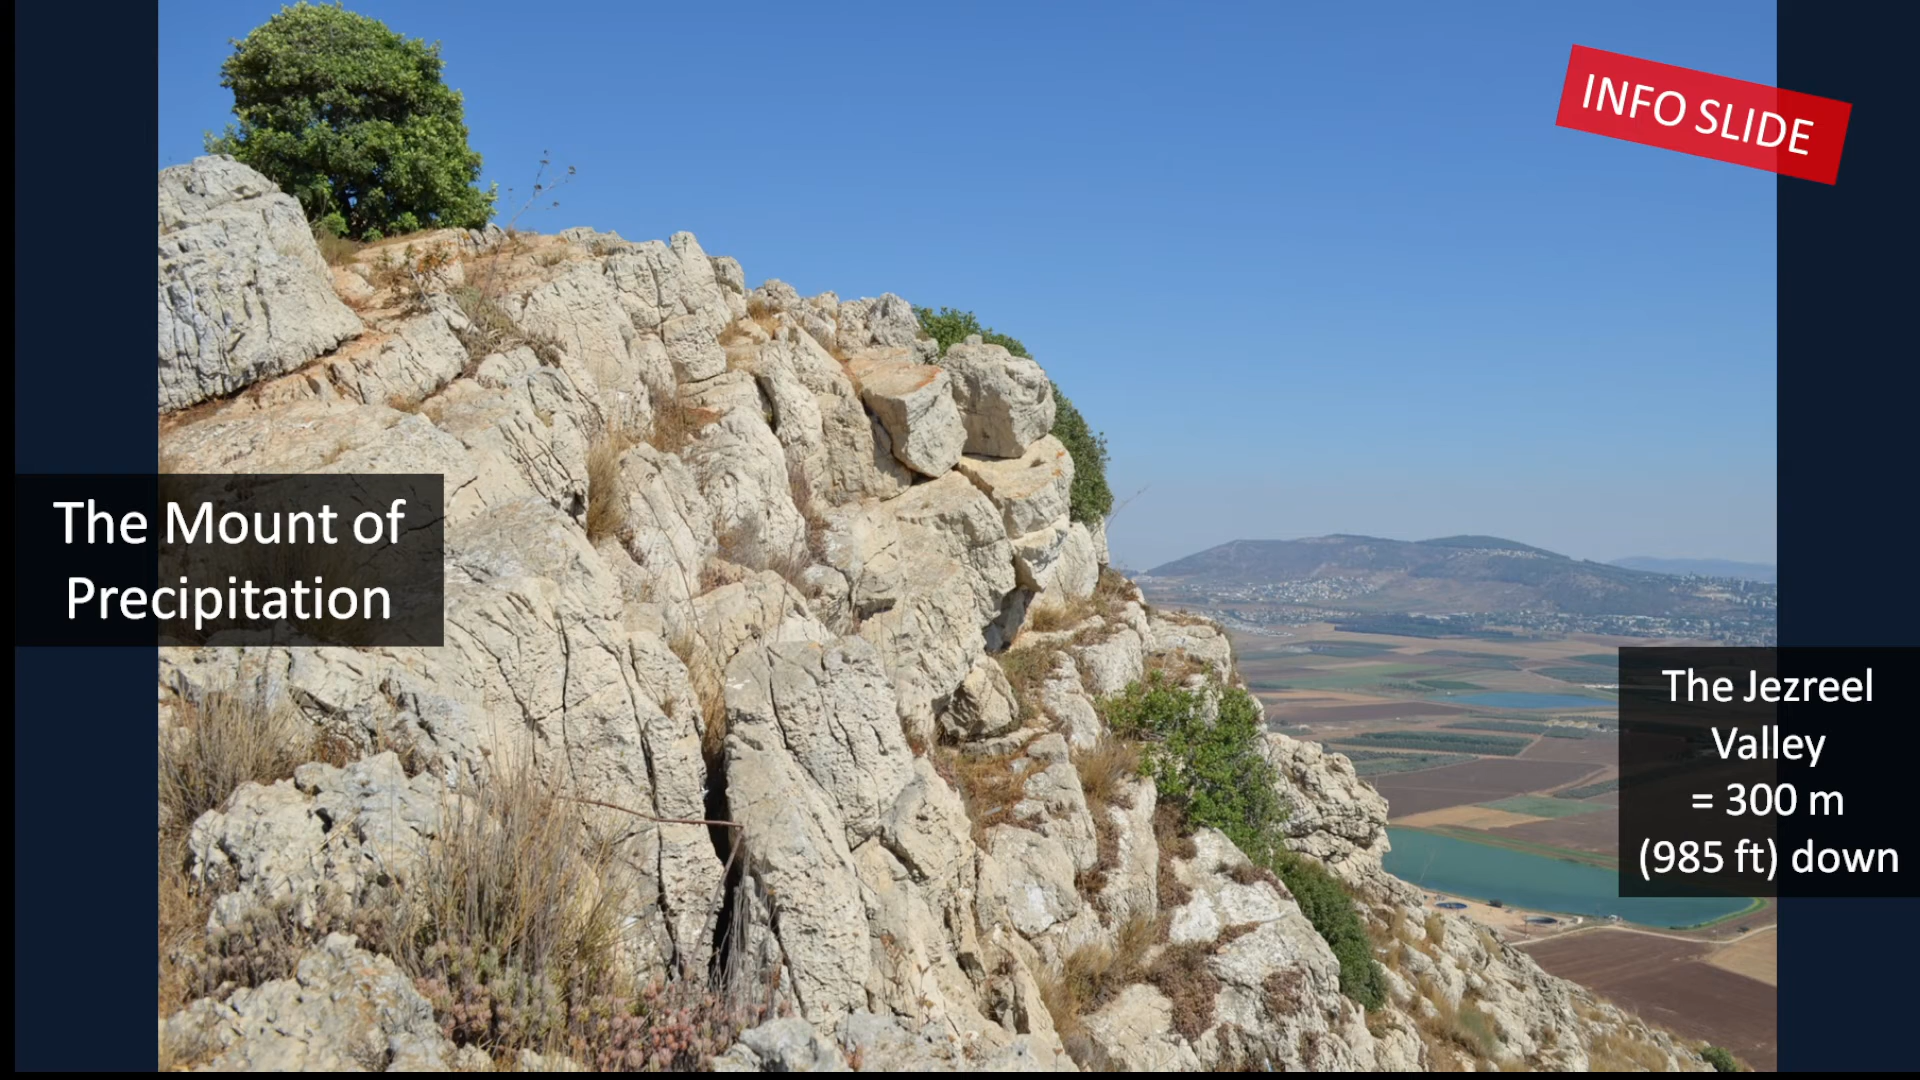 INFO SLIDE
The Mount of
Precipitation
The Jezreel
Valley
= 300 m
(985 ft) down